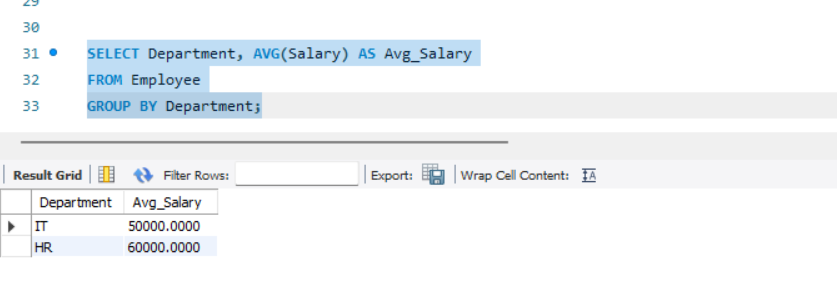 29
30
31 SELECT Department, AVG(Salary) AS Avg_Salary
32 FROM Employee
33 GROUP BY Department;
Result Grid Filter Rows: Export: Wrap Cell Content: IA
Department Avg_Salary
IT 50000.0000
HR 60000.0000